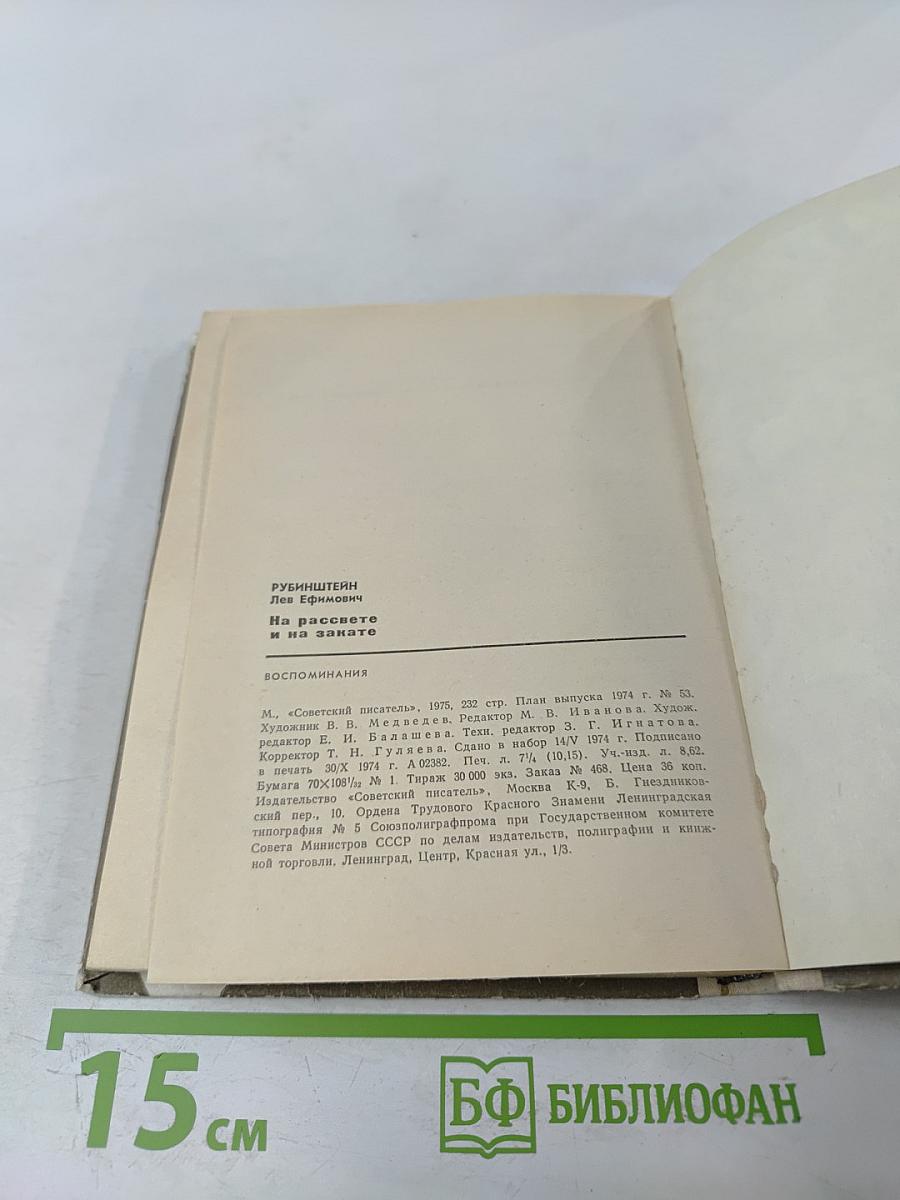 РУБИНШТЕЙН
Лев Ефимович
На рассвете
и на закате
ВОСПОМИНАНИЯ
М., «Советский писатель», 1975, 232 стр. План выпуска 1974 г. № 53.
Художник В. В. Медведев. Редактор М. В. Иванова. Худож.
редактор Е. И. Балашева. Техн. редактор З. Г. Игнатова.
Корректор Т. Н. Гуляева. Сдано в набор 14/V 1974 г. Подписано
в печать 30/X 1974 г. А 02382. Печ. л. 7¼ (10,15). Уч.-изд. л. 8,62.
Бумага 70×108¹/₃₂ № 1. Тираж 30 000 экз. Заказ № 468. Цена 36 коп.
Издательство «Советский писатель», Москва К-9, Б. Гнездников-
ский пер., 10. Ордена Трудового Красного Знамени Ленинградская
типография № 5 Союзполиграфпрома при Государственном комитете
Совета Министров СССР по делам издательств, полиграфии и книж-
ной торговли. Ленинград, Центр, Красная ул., 1/3.
15 см
БФ БИБЛИОФАН